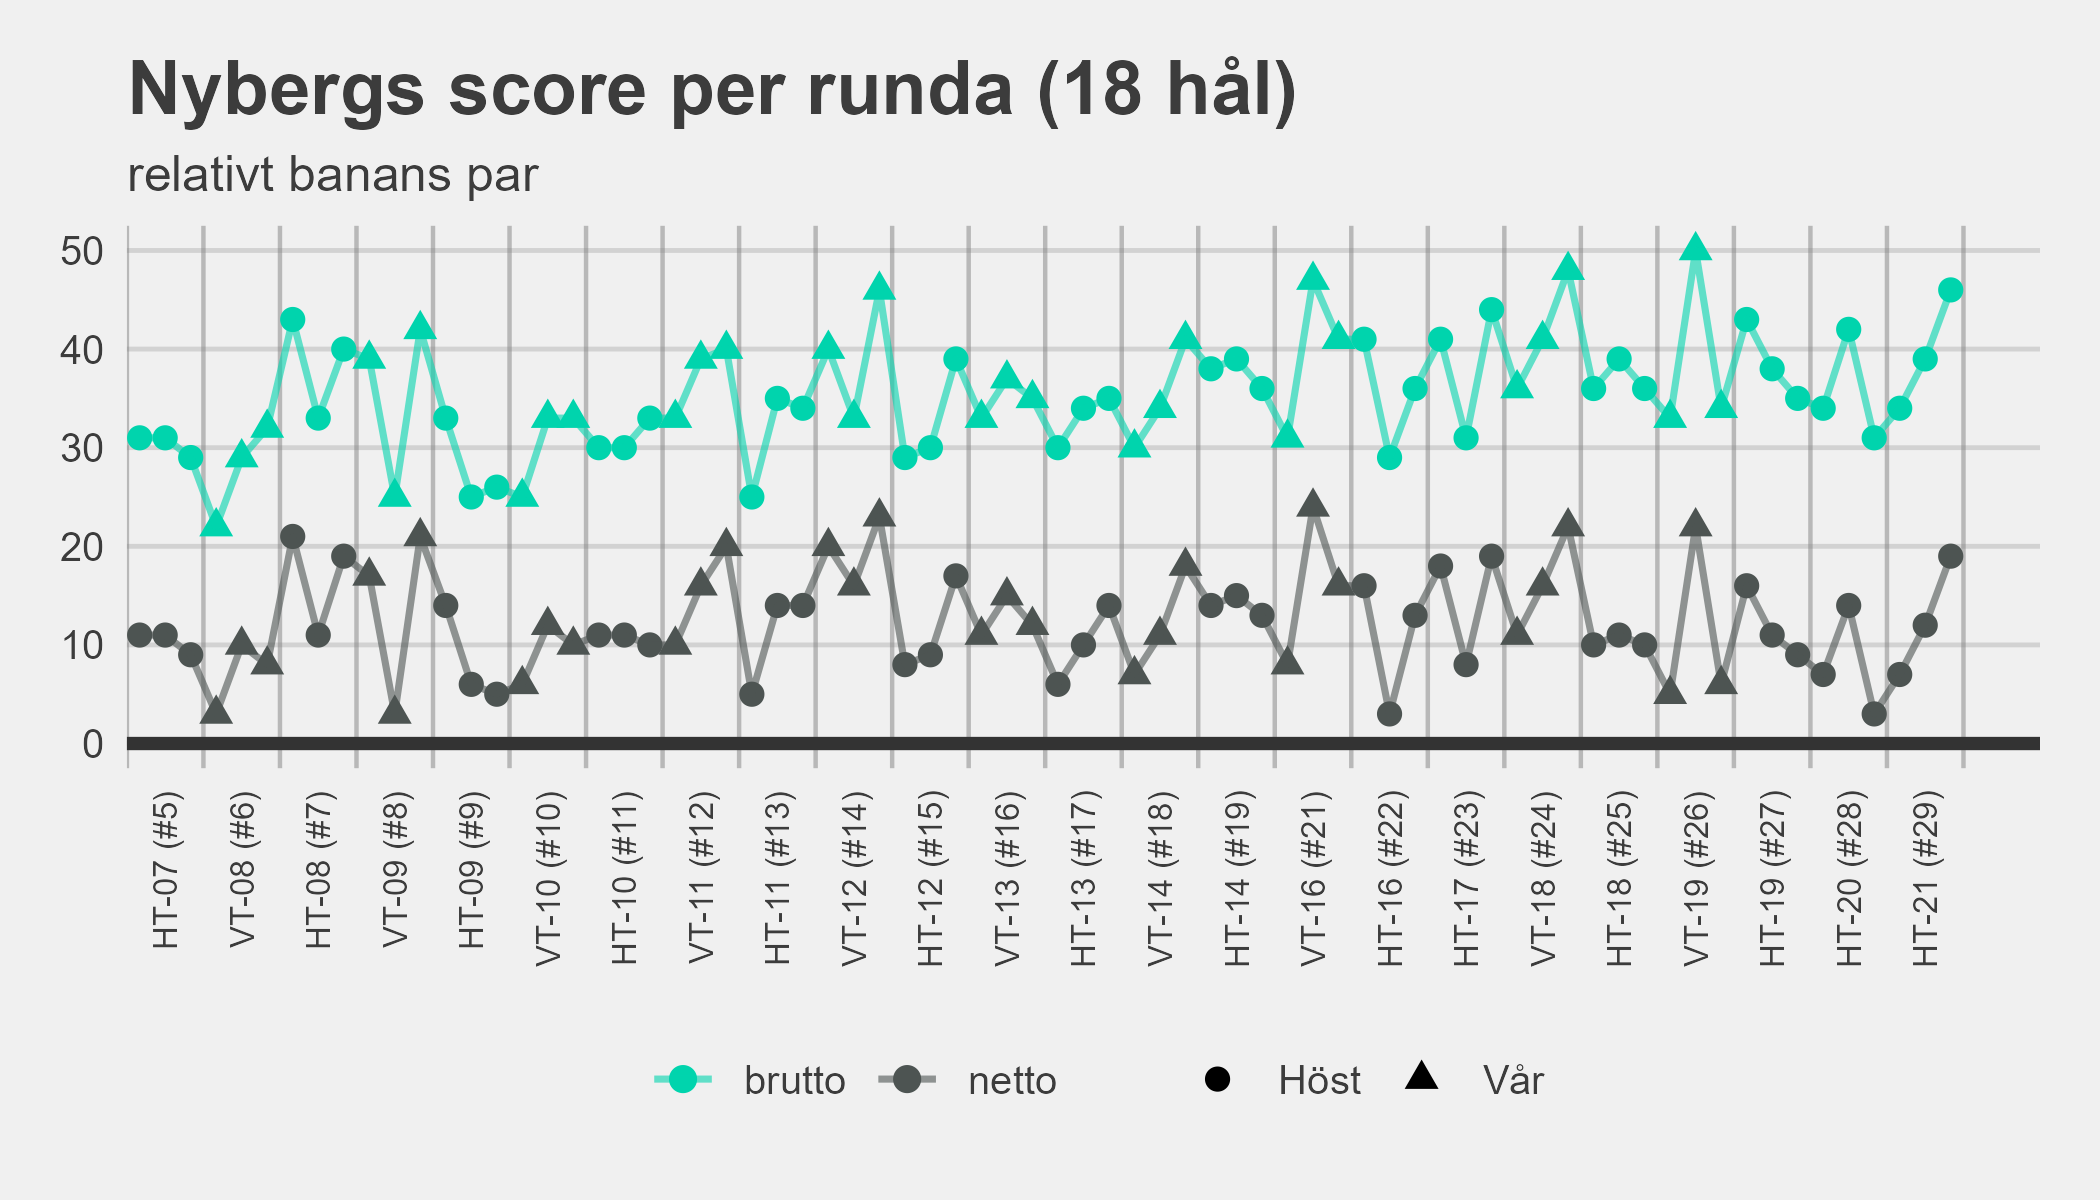 Nybergs score per runda (18 hål)
relativt banans par
50
40
30
20
10
0
HT-07 (#5)
VT-08 (#6)
HT-08 (#7)
VT-09 (#8)
HT-09 (#9)
VT-10 (#10)
HT-10 (#11)
VT-11 (#12)
HT-11 (#13)
VT-12 (#14)
HT-12 (#15)
VT-13 (#16)
HT-13 (#17)
VT-14 (#18)
HT-14 (#19)
VT-16 (#21)
HT-16 (#22)
HT-17 (#23)
VT-18 (#24)
HT-18 (#25)
VT-19 (#26)
HT-19 (#27)
HT-20 (#28)
HT-21 (#29)
brutto netto Höst Vår